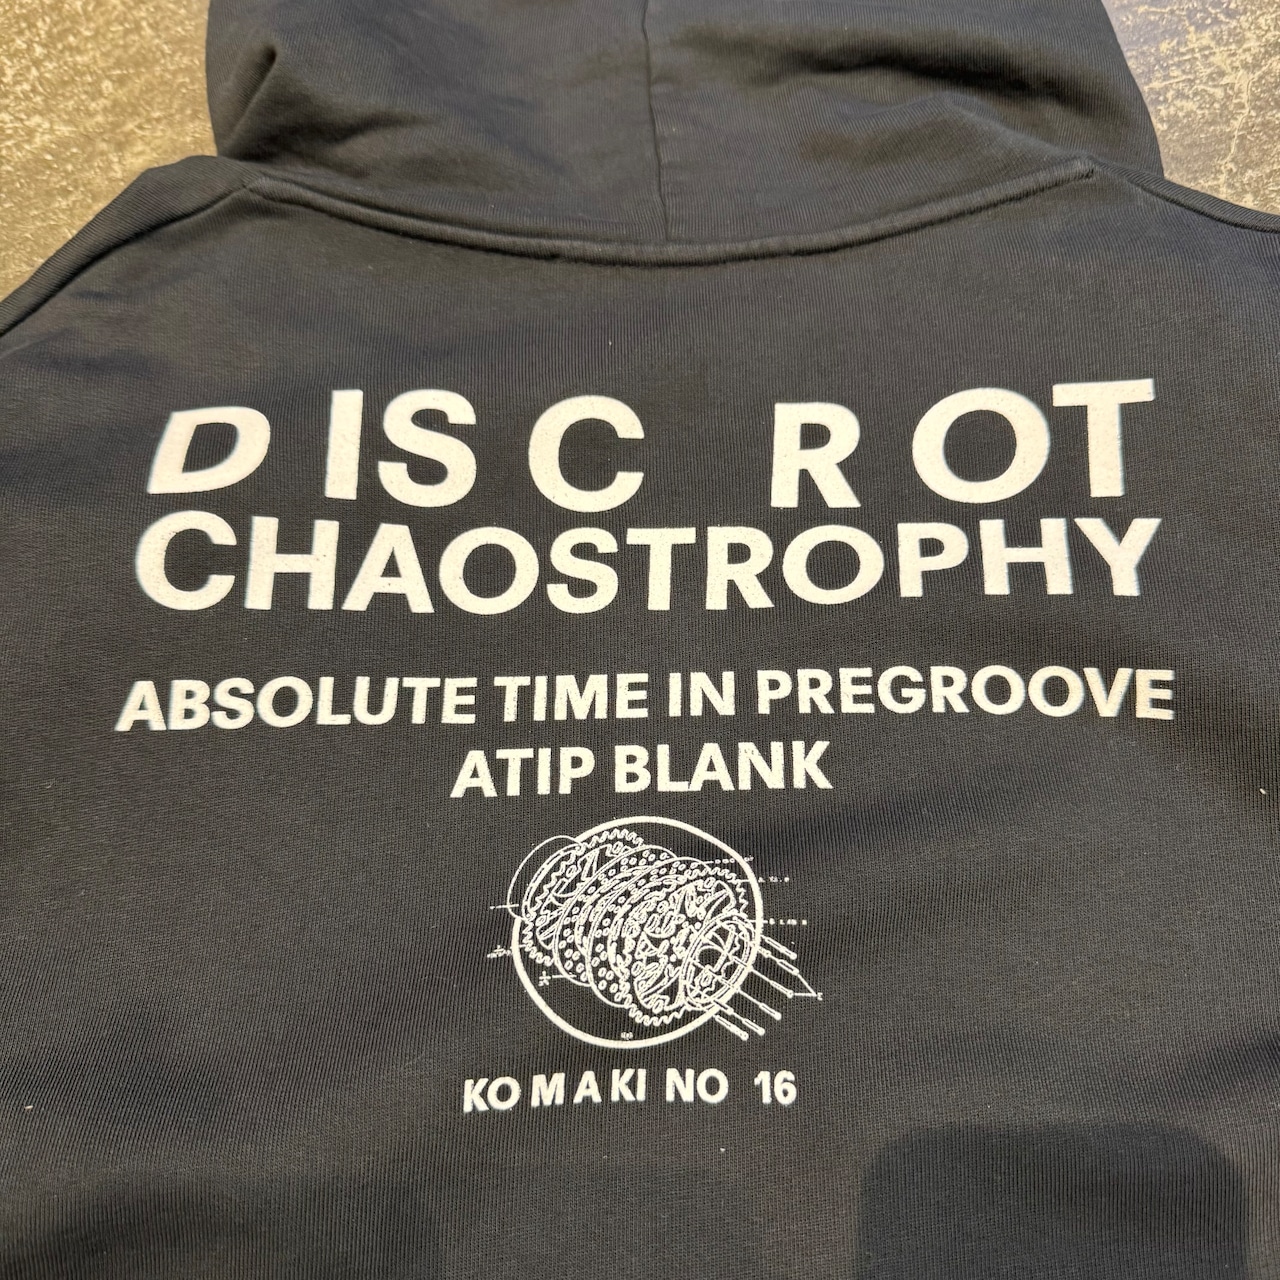 DISC ROT
CHAOSTROPHY
ABSOLUTE TIME IN PREGROOVE
ATIP BLANK
KOMAKI NO 16